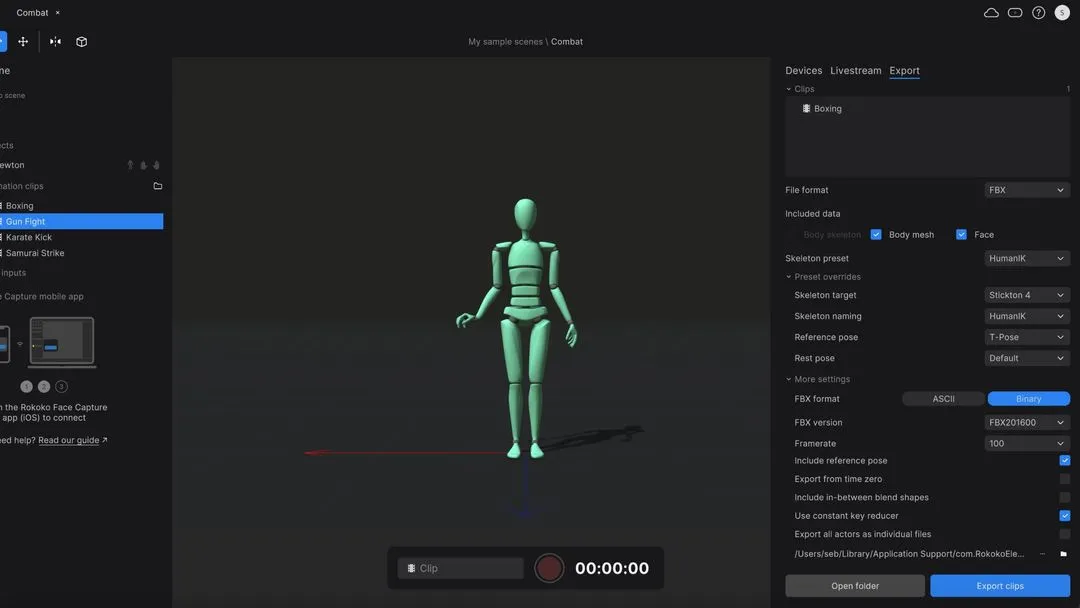 Combat ×
S
My sample scenes \ Combat
ne
o scene
Devices Livestream Export
Clips 1
Boxing
ects
ewton
mation clips
Boxing
Gun Fight
Karate Kick
Samurai Strike
inputs
e Capture mobile app
1 2 3
n the Rokoko Face Capture
app (iOS) to connect
eed help? Read our guide ↗
File format FBX
Included data
Body skeleton Body mesh Face
Skeleton preset HumanIK
Preset overrides
Skeleton target Stickton 4
Skeleton naming HumanIK
Reference pose T-Pose
Rest pose Default
More settings
FBX format ASCII Binary
FBX version FBX201600
Framerate 100
Include reference pose
Export from time zero
Include in-between blend shapes
Use constant key reducer
Export all actors as individual files
/Users/seb/Library/Application Support/com.RokokoEle... ...
Open folder Export clips
Clip 00:00:00